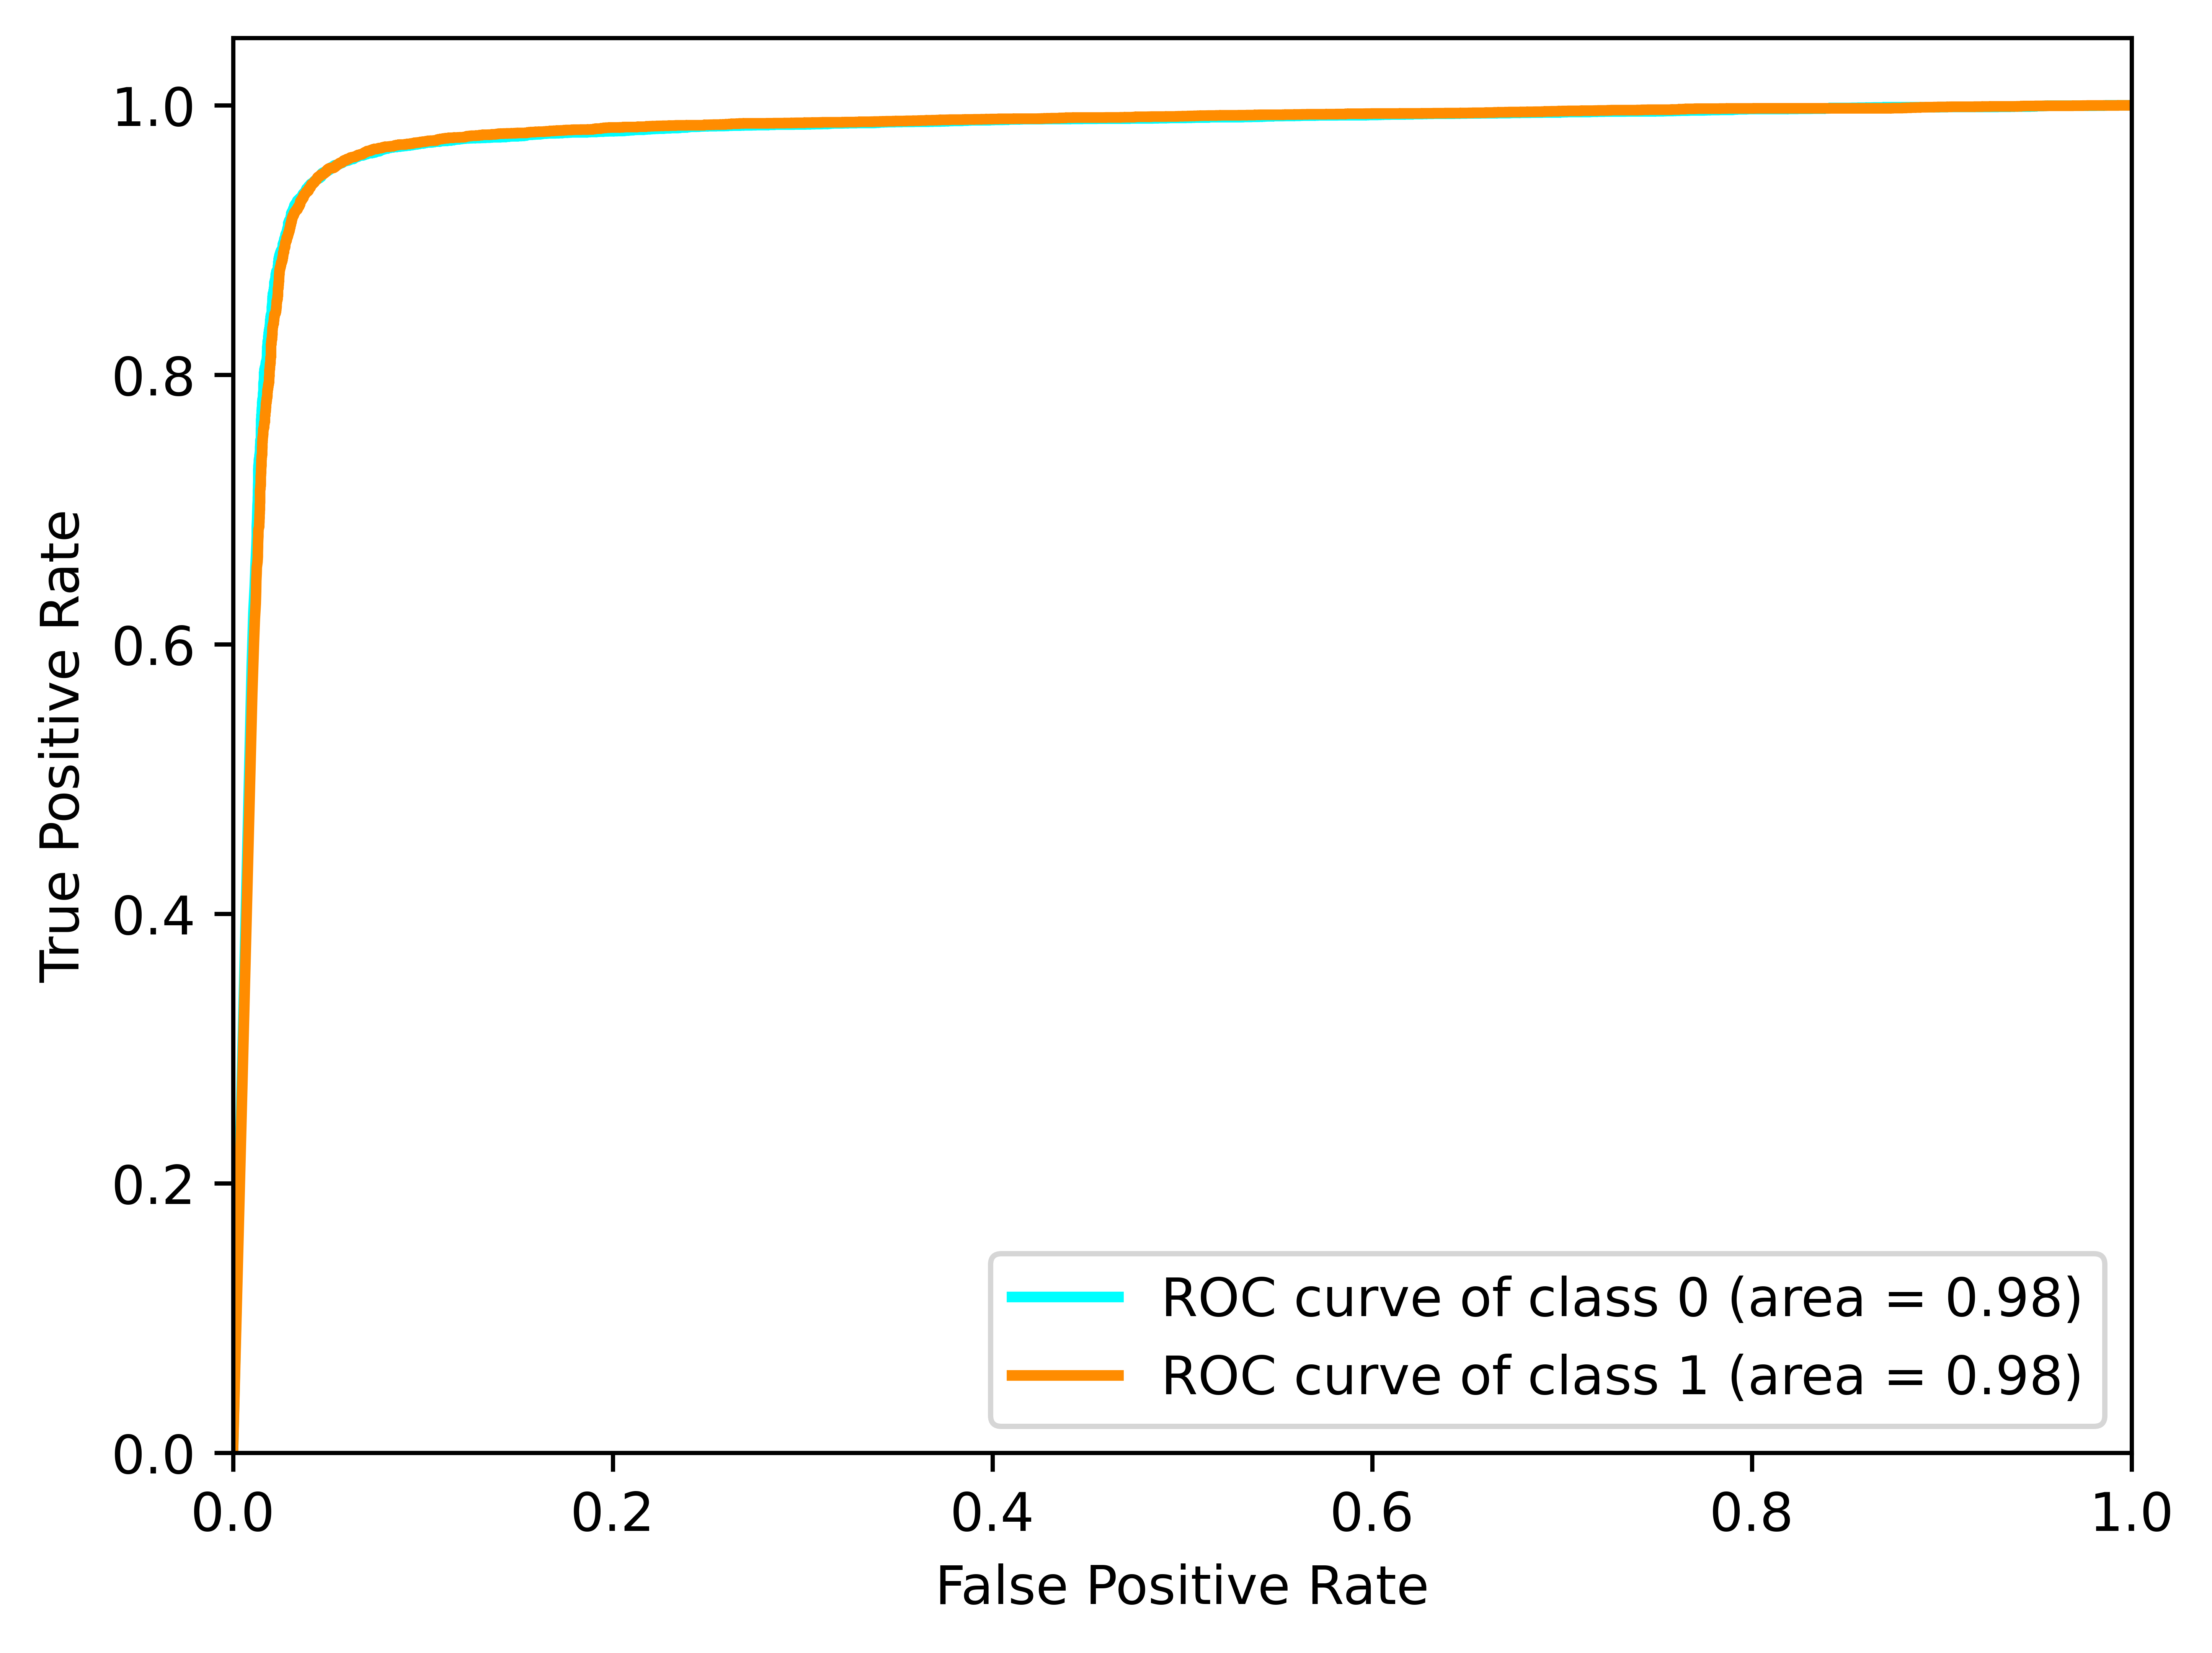 1.0
0.8
0.6
0.4
0.2
0.0
True Positive Rate
ROC curve of class 0 (area = 0.98)
ROC curve of class 1 (area = 0.98)
0.0 0.2 0.4 0.6 0.8 1.0
False Positive Rate